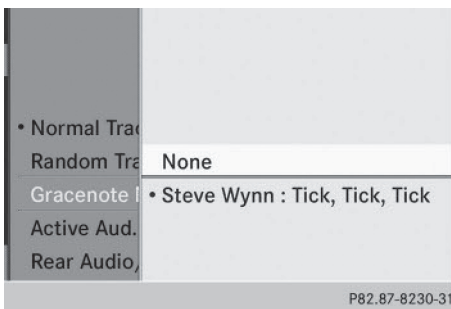 • Normal Trac
Random Tra
None
Gracenote
• Steve Wynn : Tick, Tick, Tick
Active Aud.
Rear Audio,
P82.87-8230-31